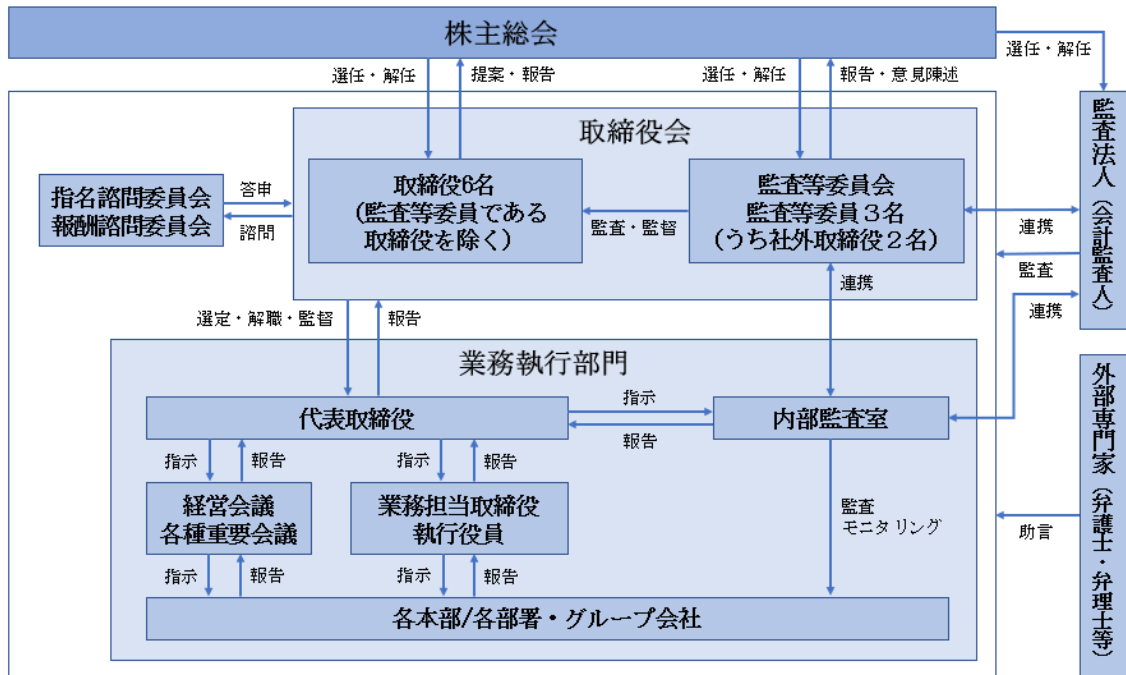 株主総会
選任・解任
提案・報告
選任・解任
報告・意見陳述
選任・解任
取締役会
指名諮問委員会
報酬諮問委員会
答申
諮問
取締役6名
(監査等委員である
取締役を除く)
監査・監督
監査等委員会
監査等委員3名
(うち社外取締役2名)
連携
監査
連携
監査法人(会計監査人)
連携
選定・解職・監督
報告
業務執行部門
代表取締役
指示
報告
内部監査室
指示
報告
指示
報告
経営会議
各種重要会議
業務担当取締役
執行役員
監査
モニタリング
指示
報告
指示
報告
各本部/各部署・グループ会社
助言
外部専門家(弁護士・弁理士等)